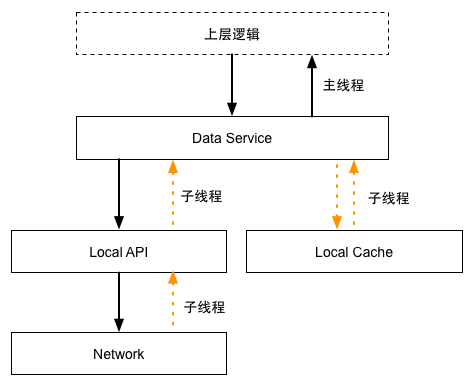 上层逻辑
主线程
Data Service
子线程
子线程
Local API
Local Cache
子线程
Network